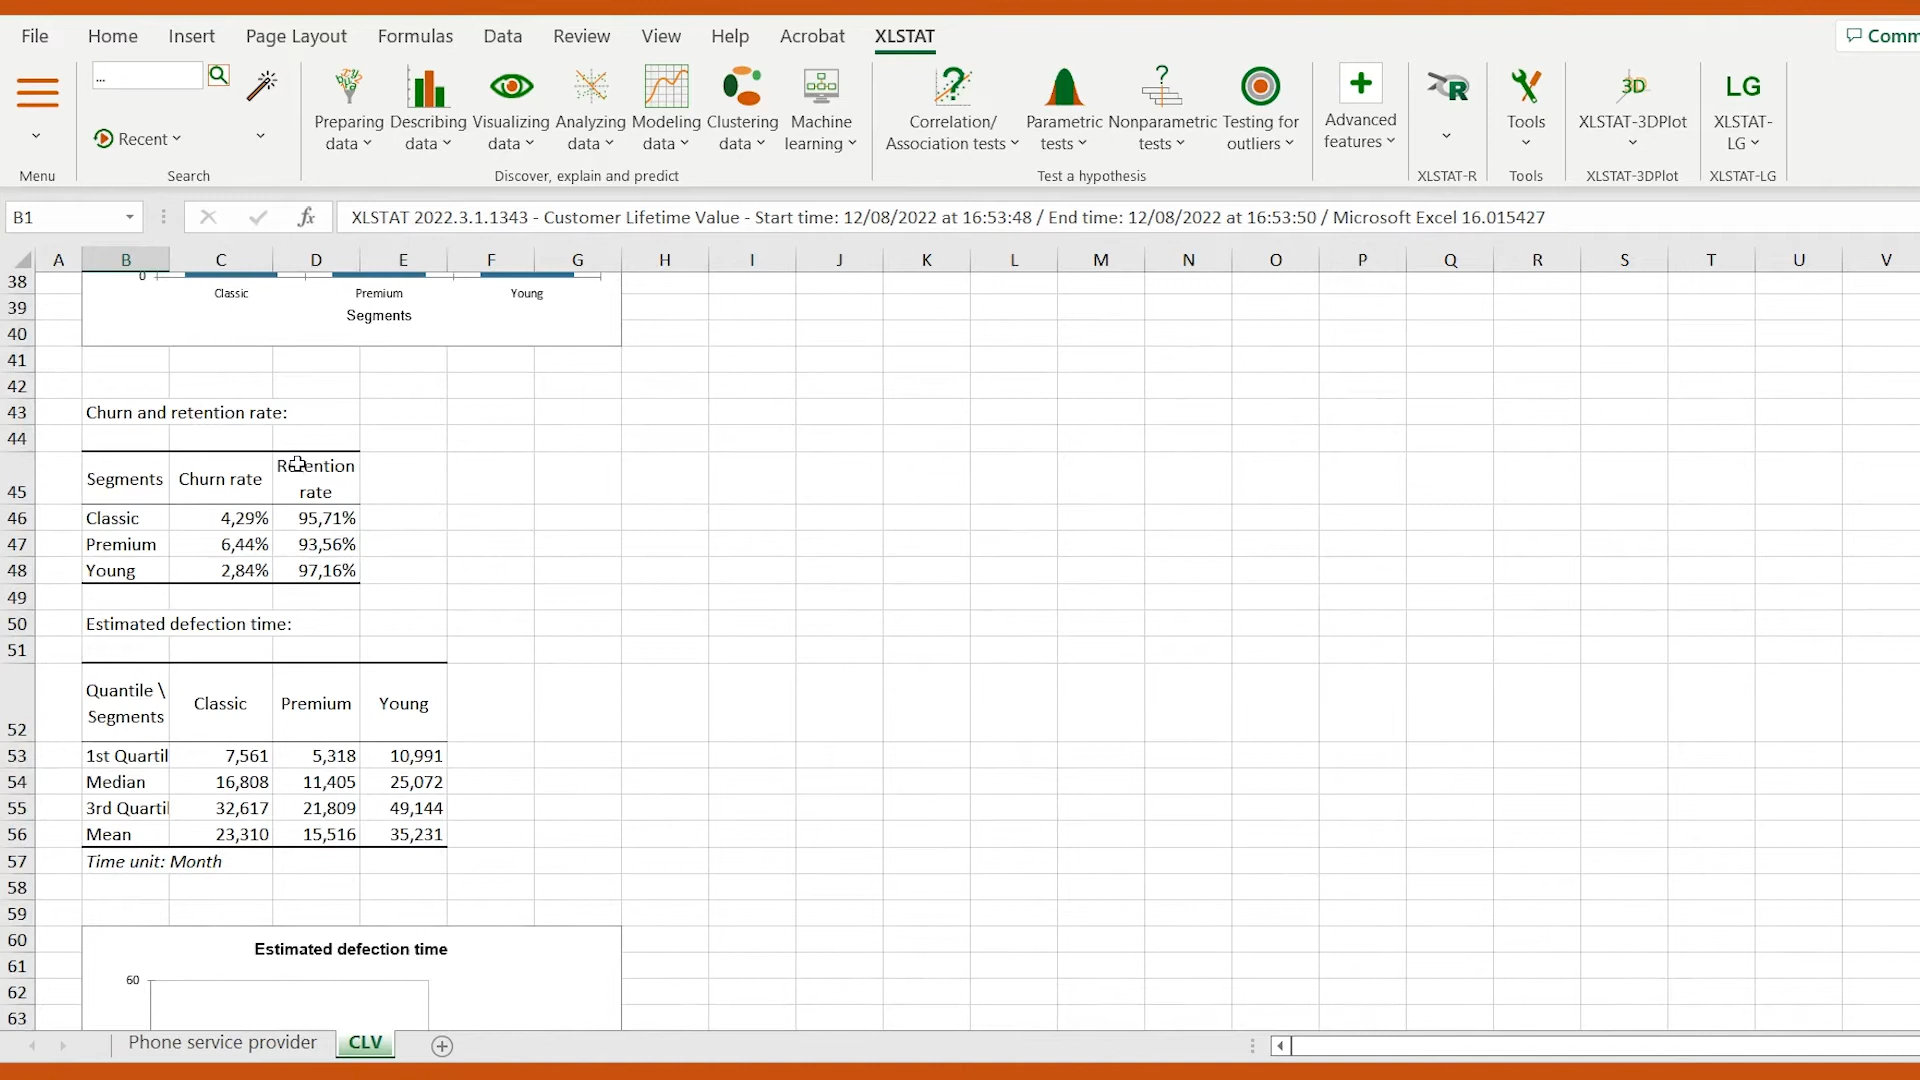 File Home Insert Page Layout Formulas Data Review View Help Acrobat XLSTAT
...
Recent
Menu
Search
Preparing data
Describing data
Visualizing data
Analyzing data
Modeling data
Clustering data
Machine learning
Discover, explain and predict
Correlation/ Association tests
Parametric tests
Nonparametric tests
Testing for outliers
Test a hypothesis
Advanced features
R
XLSTAT-R
Tools
Tools
3D
XLSTAT-3DPlot
XLSTAT-3DPlot
LG
XLSTAT-LG
XLSTAT-LG
B1 fx XLSTAT 2022.3.1.1343 - Customer Lifetime Value - Start time: 12/08/2022 at 16:53:48 / End time: 12/08/2022 at 16:53:50 / Microsoft Excel 16.015427
A B C D E F G H I J K L M N O P Q R S T U V
38 0
39 Classic Premium Young
Segments
40
41
42
43 Churn and retention rate:
44
45 Segments Churn rate Retention rate
46 Classic 4,29% 95,71%
47 Premium 6,44% 93,56%
48 Young 2,84% 97,16%
49
50 Estimated defection time:
51
52 Quantile \ Segments Classic Premium Young
53 1st Quartil 7,561 5,318 10,991
54 Median 16,808 11,405 25,072
55 3rd Quartil 32,617 21,809 49,144
56 Mean 23,310 15,516 35,231
57 Time unit: Month
58
59
60 Estimated defection time
61
62 60
63
Phone service provider CLV